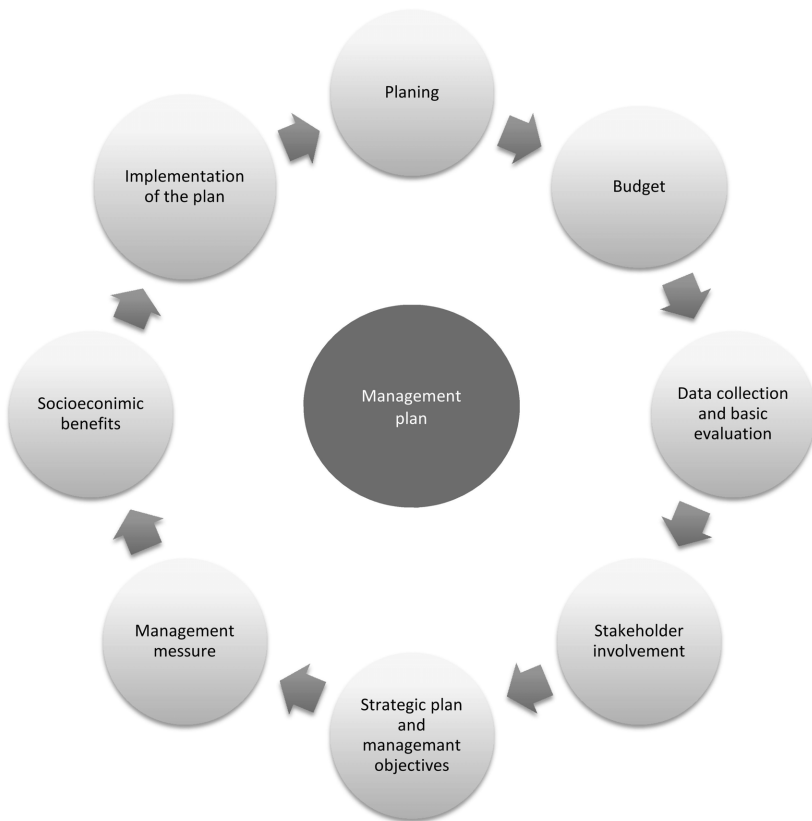 Planing
Budget
Data collection
and basic
evaluation
Stakeholder
involvement
Strategic plan
and
managemant
objectives
Management
messure
Socioeconimic
benefits
Implementation
of the plan
Management
plan